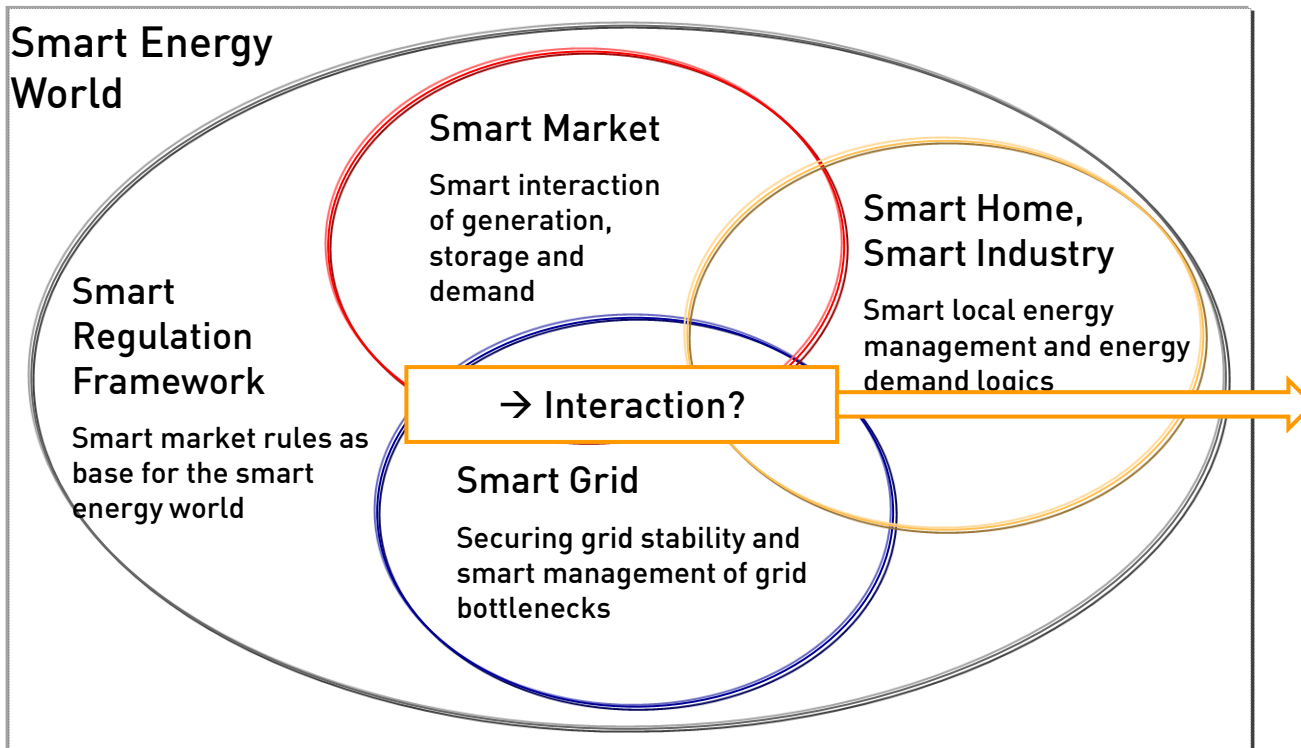 Smart Energy
World
Smart Market
Smart interaction
of generation,
storage and
demand
Smart Home,
Smart Industry
Smart local energy
management and energy
demand logics
Smart
Regulation
Framework
Smart market rules as
base for the smart
energy world
→ Interaction?
Smart Grid
Securing grid stability and
smart management of grid
bottlenecks